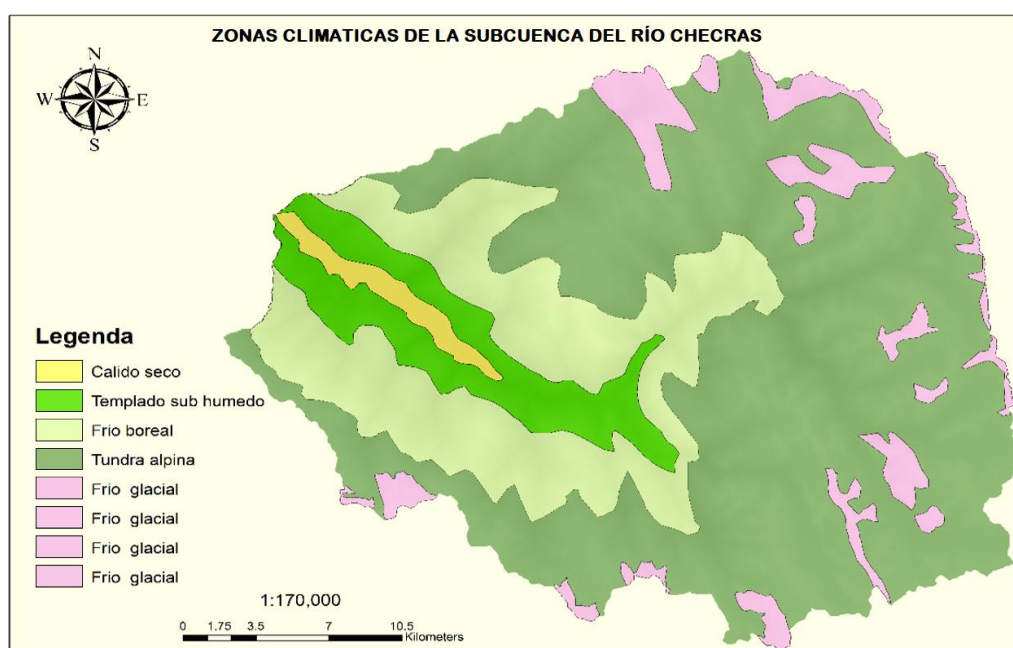 ZONAS CLIMATICAS DE LA SUBCUENCA DEL RÍO CHECRAS
N
W E
S
Legenda
Calido seco
Templado sub humedo
Frio boreal
Tundra alpina
Frio glacial
Frio glacial
Frio glacial
Frio glacial
1:170,000
0 1.75 3.5 7 10.5
Kilometers